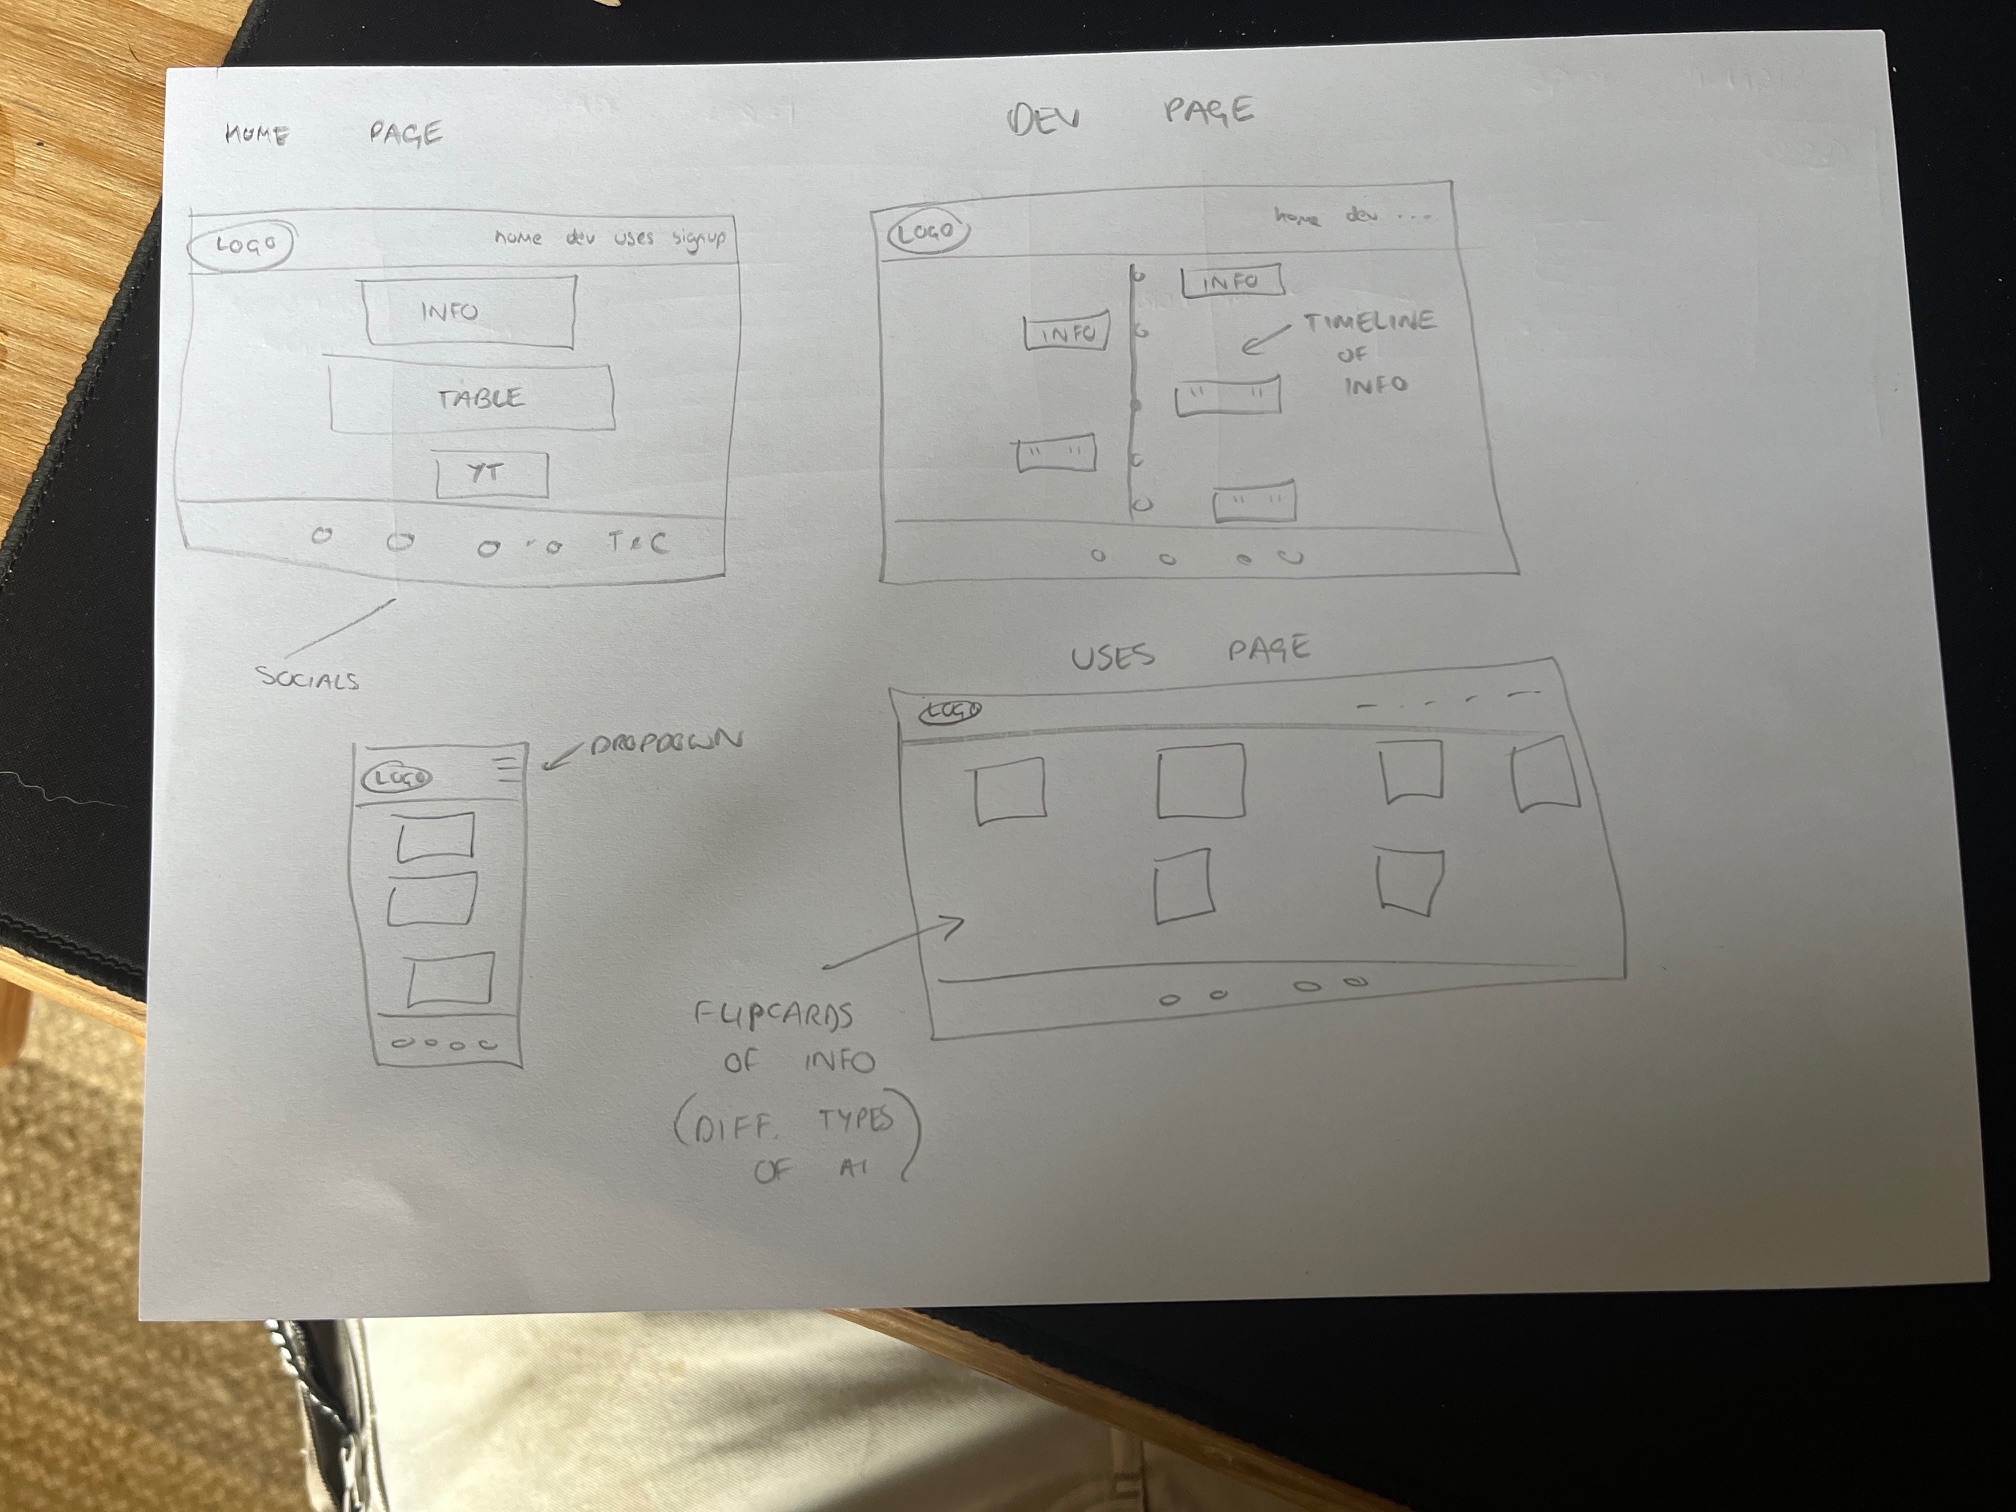 HOME PAGE
LOGO
home dev uses signup
INFO
TABLE
YT
T&C
SOCIALS
LOGO
DROPDOWN
DEV PAGE
LOGO
home dev ...
INFO
INFO
TIMELINE
OF
INFO
" "
" "
" "
USES PAGE
LOGO
FLIPCARDS
OF INFO
(DIFF. TYPES
OF AI)